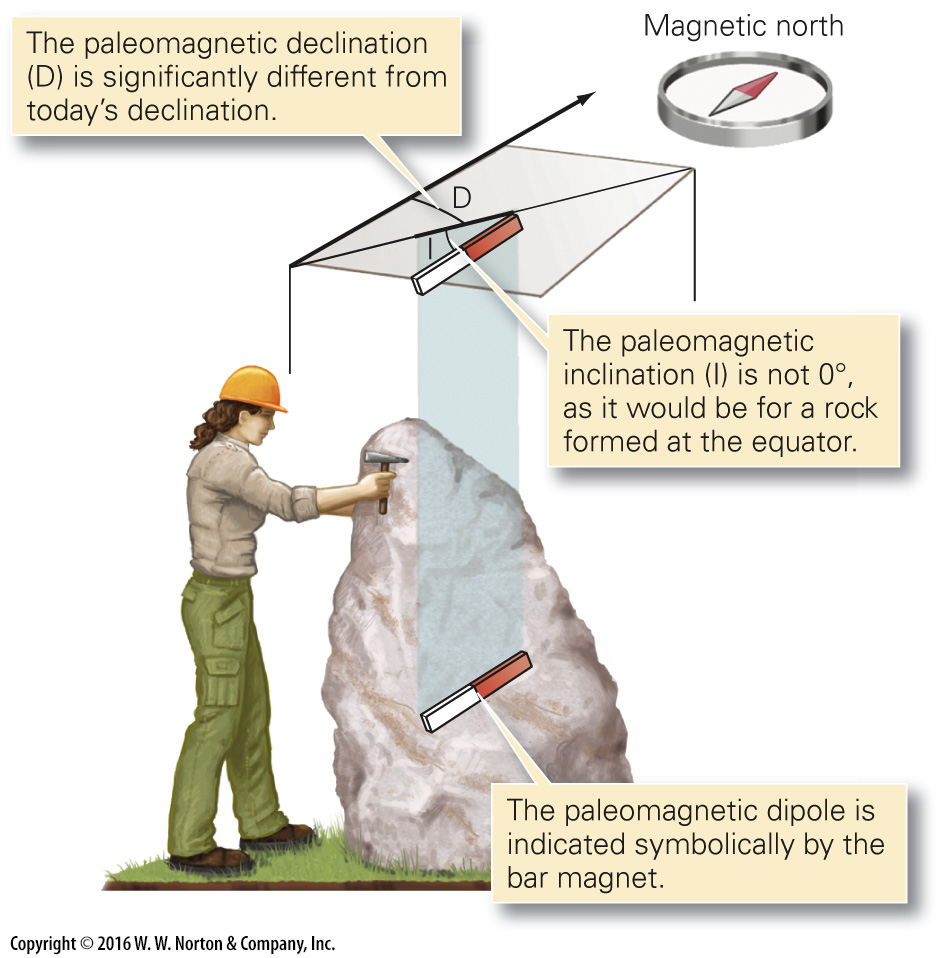 The paleomagnetic declination
(D) is significantly different from
today's declination.
Magnetic north
D
I
The paleomagnetic
inclination (I) is not 0°,
as it would be for a rock
formed at the equator.
The paleomagnetic dipole is
indicated symbolically by the
bar magnet.
Copyright © 2016 W. W. Norton & Company, Inc.